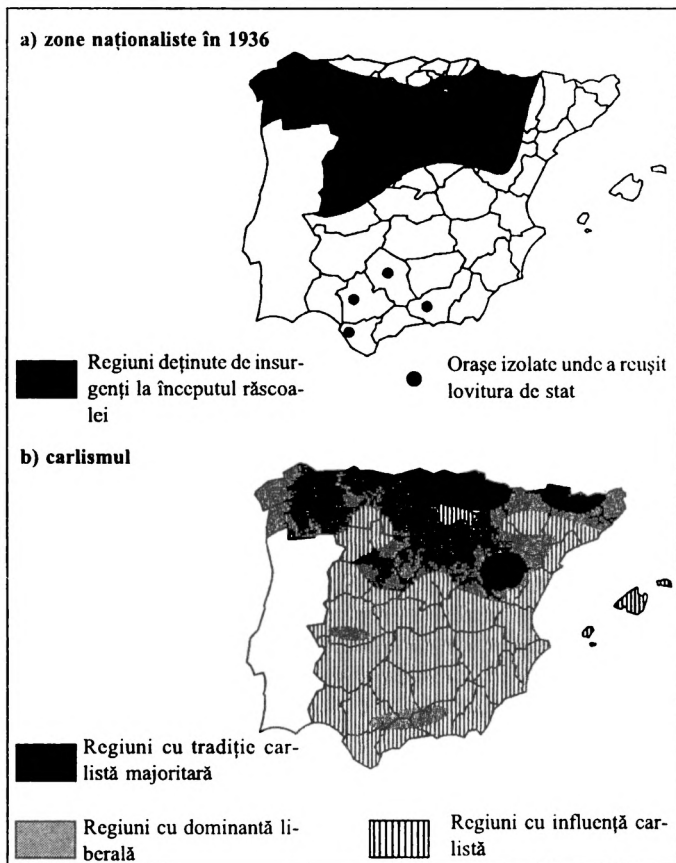 a) zone naționaliste în 1936
Regiuni deținute de insur-
genți la începutul răscoa-
lei
Orașe izolate unde a reușit
lovitura de stat
b) carlismul
Regiuni cu tradiție car-
listă majoritară
Regiuni cu dominantă li-
berală
Regiuni cu influență car-
listă